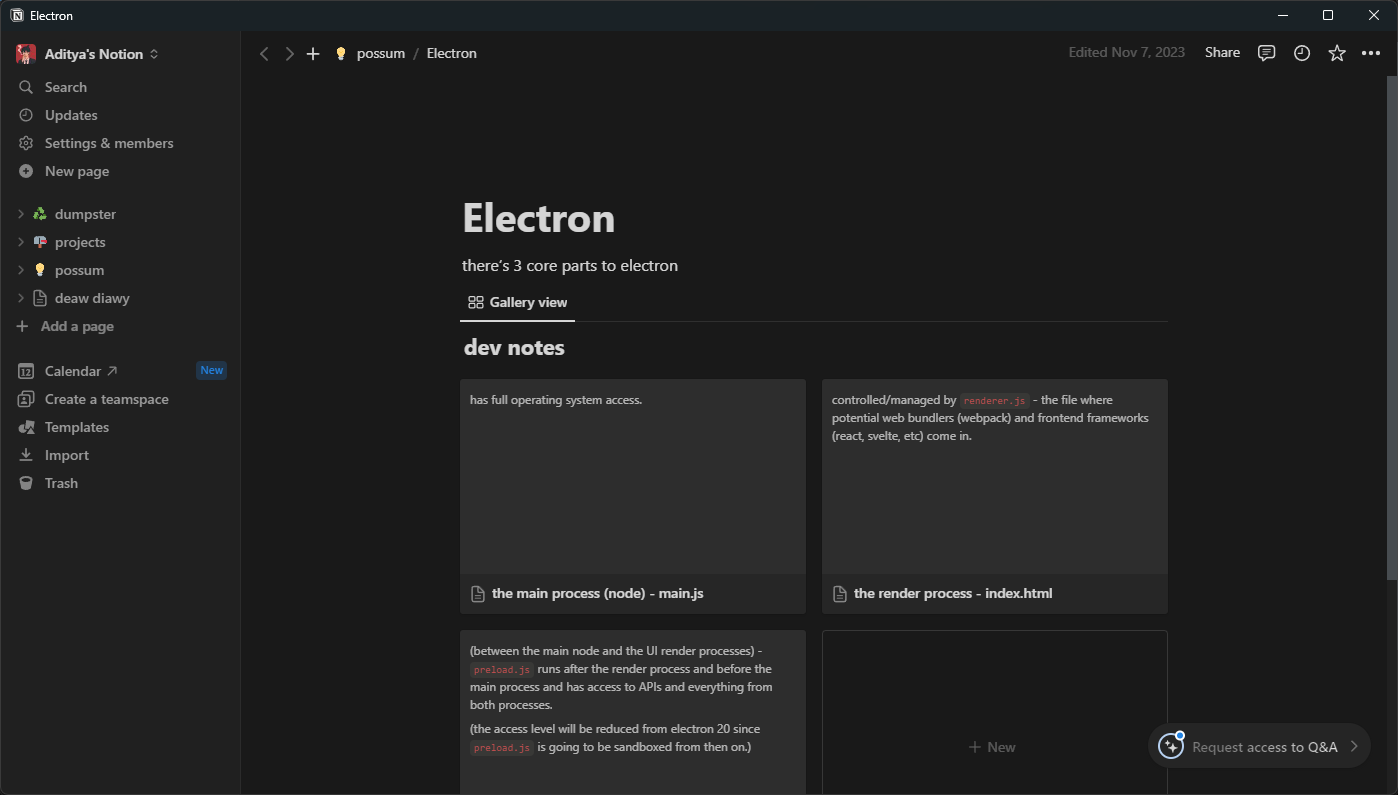 Electron
Aditya's Notion
Search
Updates
Settings & members
New page
dumpster
projects
possum
deaw diawy
Add a page
12 Calendar ↗ New
Create a teamspace
Templates
Import
Trash
possum / Electron
Edited Nov 7, 2023 Share
Electron
there's 3 core parts to electron
Gallery view
dev notes
has full operating system access.
the main process (node) - main.js
controlled/managed by renderer.js - the file where
potential web bundlers (webpack) and frontend frameworks
(react, svelte, etc) come in.
the render process - index.html
(between the main node and the UI render processes) -
preload.js runs after the render process and before the
main process and has access to APIs and everything from
both processes.
(the access level will be reduced from electron 20 since
preload.js is going to be sandboxed from then on.)
+ New
Request access to Q&A